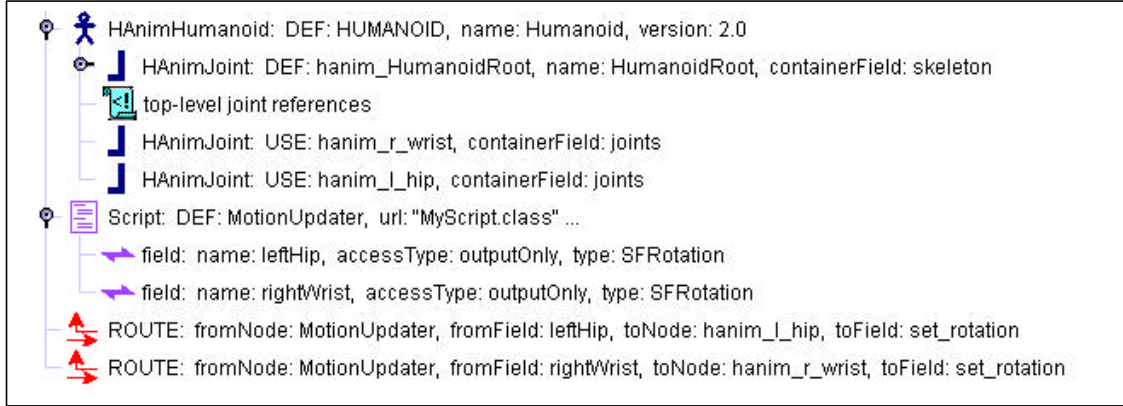 HAnimHumanoid: DEF: HUMANOID, name: Humanoid, version: 2.0
HAnimJoint: DEF: hanim_HumanoidRoot, name: HumanoidRoot, containerField: skeleton
<! top-level joint references
HAnimJoint: USE: hanim_r_wrist, containerField: joints
HAnimJoint: USE: hanim_l_hip, containerField: joints
Script: DEF: MotionUpdater, url: "MyScript.class" ...
field: name: leftHip, accessType: outputOnly, type: SFRotation
field: name: rightWrist, accessType: outputOnly, type: SFRotation
ROUTE: fromNode: MotionUpdater, fromField: leftHip, toNode: hanim_l_hip, toField: set_rotation
ROUTE: fromNode: MotionUpdater, fromField: rightWrist, toNode: hanim_r_wrist, toField: set_rotation